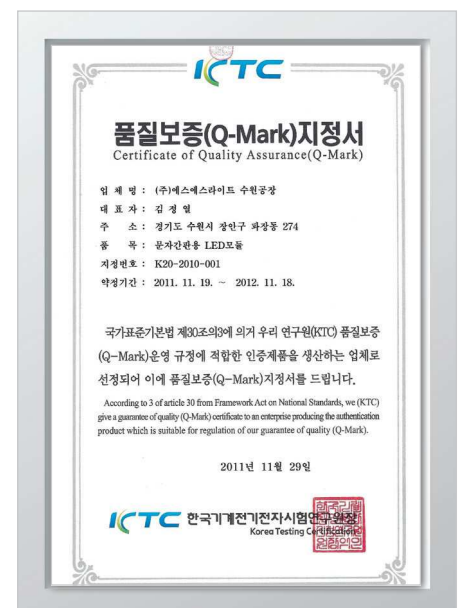 KTC
품질보증(Q-Mark)지정서
Certificate of Quality Assurance(Q-Mark)
업 체 명 : (주)에스에스라이트 수원공장
대 표 자 : 김 정 열
주 소 : 경기도 수원시 장안구 파장동 274
품 목 : 문자간판용 LED모듈
지정번호 : K20-2010-001
약정기간 : 2011. 11. 19. ~ 2012. 11. 18.
국가표준기본법 제30조의3에 의거 우리 연구원(KTC) 품질보증
(Q-Mark)운영 규정에 적합한 인증제품을 생산하는 업체로
선정되어 이에 품질보증(Q-Mark)지정서를 드립니다.
According to 3 of article 30 from Framework Act on National Standards, we (KTC)
give a guarantee of quality (Q-Mark) certificate to an enterprise producing the authentication
product which is suitable for regulation of our guarantee of quality (Q-Mark).
2011년 11월 29일
KTC 한국기계전기전자시험연구원장
Korea Testing Certification